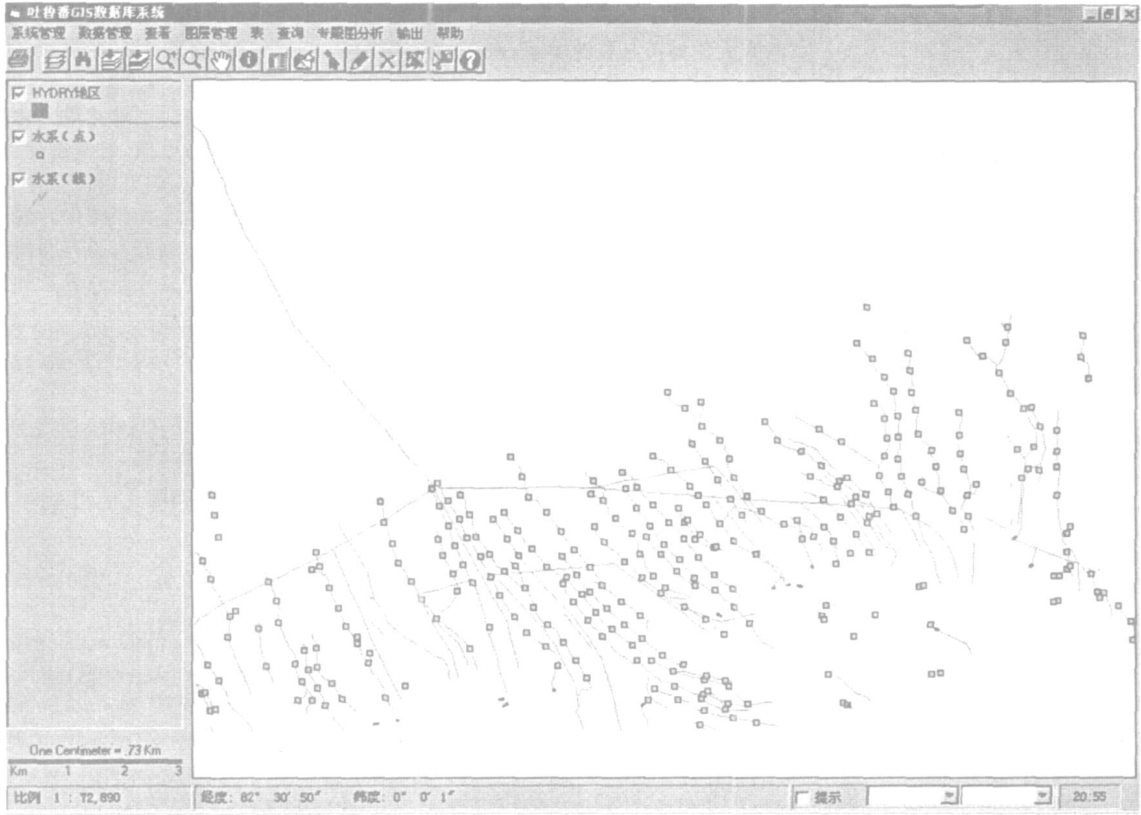 吐鲁番GIS数据库系统
系统管理 数据管理 查看 图层管理 表 查询 专题图分析 输出 帮助
HYDRY地区
水系(点)
水系(线)
One Centimeter = .73 Km
Km 1 2 3
比例 1 : 72,890
经度: 82° 30′ 50″ 纬度: 0° 0′ 1″
提示
20:55